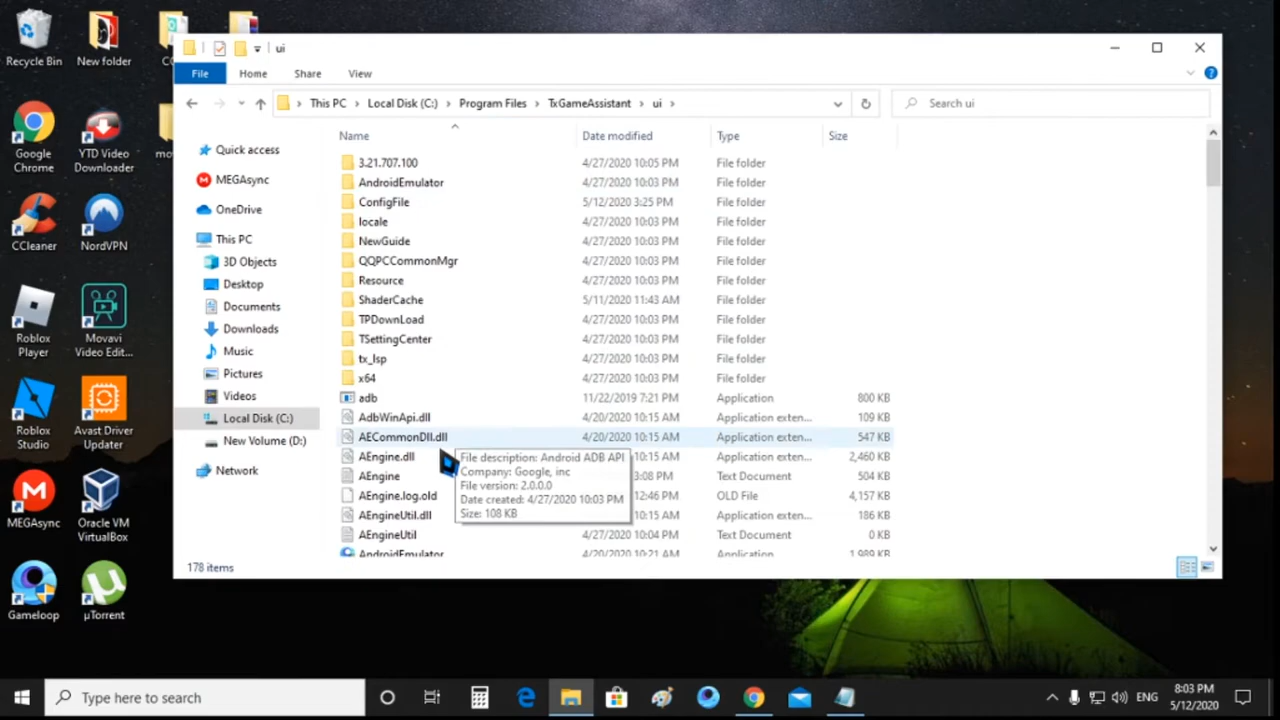 Recycle Bin
New folder
CC
ui
File
Home
Share
View
This PC
Local Disk (C:)
Program Files
TxGameAssistant
ui
Search ui
Google
Chrome
YTD Video
Downloader
mov
CCleaner
NordVPN
Roblox
Player
Movavi
Video Edit...
Roblox
Studio
Avast Driver
Updater
MEGAsync
Oracle VM
VirtualBox
Gameloop
µTorrent
Quick access
MEGAsync
OneDrive
This PC
3D Objects
Desktop
Documents
Downloads
Music
Pictures
Videos
Local Disk (C:)
New Volume (D:)
Network
Name Date modified Type Size
3.21.707.100 4/27/2020 10:05 PM File folder
AndroidEmulator 4/27/2020 10:03 PM File folder
ConfigFile 5/12/2020 3:25 PM File folder
locale 4/27/2020 10:03 PM File folder
NewGuide 4/27/2020 10:03 PM File folder
QQPCCommonMgr 4/27/2020 10:03 PM File folder
Resource 4/27/2020 10:03 PM File folder
ShaderCache 5/11/2020 11:43 AM File folder
TPDownLoad 4/27/2020 10:03 PM File folder
TSettingCenter 4/27/2020 10:03 PM File folder
tx_lsp 4/27/2020 10:03 PM File folder
x64 4/27/2020 10:03 PM File folder
adb 11/22/2019 7:21 PM Application 800 KB
AdbWinApi.dll 4/20/2020 10:15 AM Application exten... 109 KB
AECommonDll.dll 4/20/2020 10:15 AM Application exten... 547 KB
AEngine.dll 10:15 AM Application exten... 2,460 KB
AEngine 3:08 PM Text Document 504 KB
AEngine.log.old 12:46 PM OLD File 4,157 KB
AEngineUtil.dll 10:15 AM Application exten... 186 KB
AEngineUtil 4/27/2020 10:04 PM Text Document 0 KB
AndroidEmulator 4/20/2020 10:21 AM Application 1,989 KB
File description: Android ADB API
Company: Google, inc
File version: 2.0.0.0
Date created: 4/27/2020 10:03 PM
Size: 108 KB
178 items
Type here to search
ENG
8:03 PM
5/12/2020